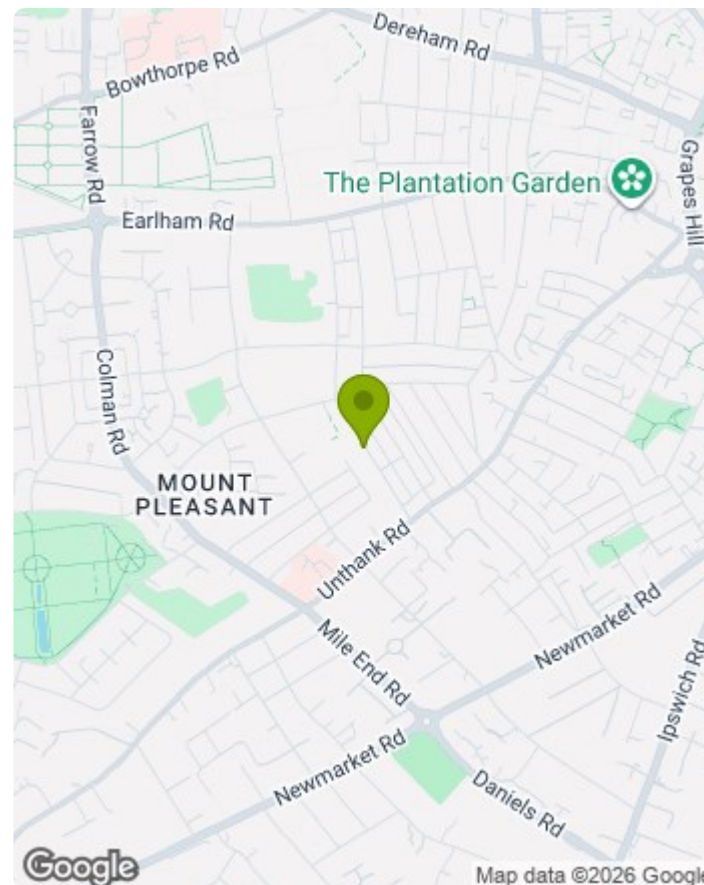 Dereham Rd
Bowthorpe Rd
Farrow Rd
Grapes Hill
The Plantation Garden
Earlham Rd
Colman Rd
MOUNT
PLEASANT
Unthank Rd
Mile End Rd
Newmarket Rd
Ipswich Rd
Newmarket Rd
Daniels Rd
Google
Map data ©2026 Google